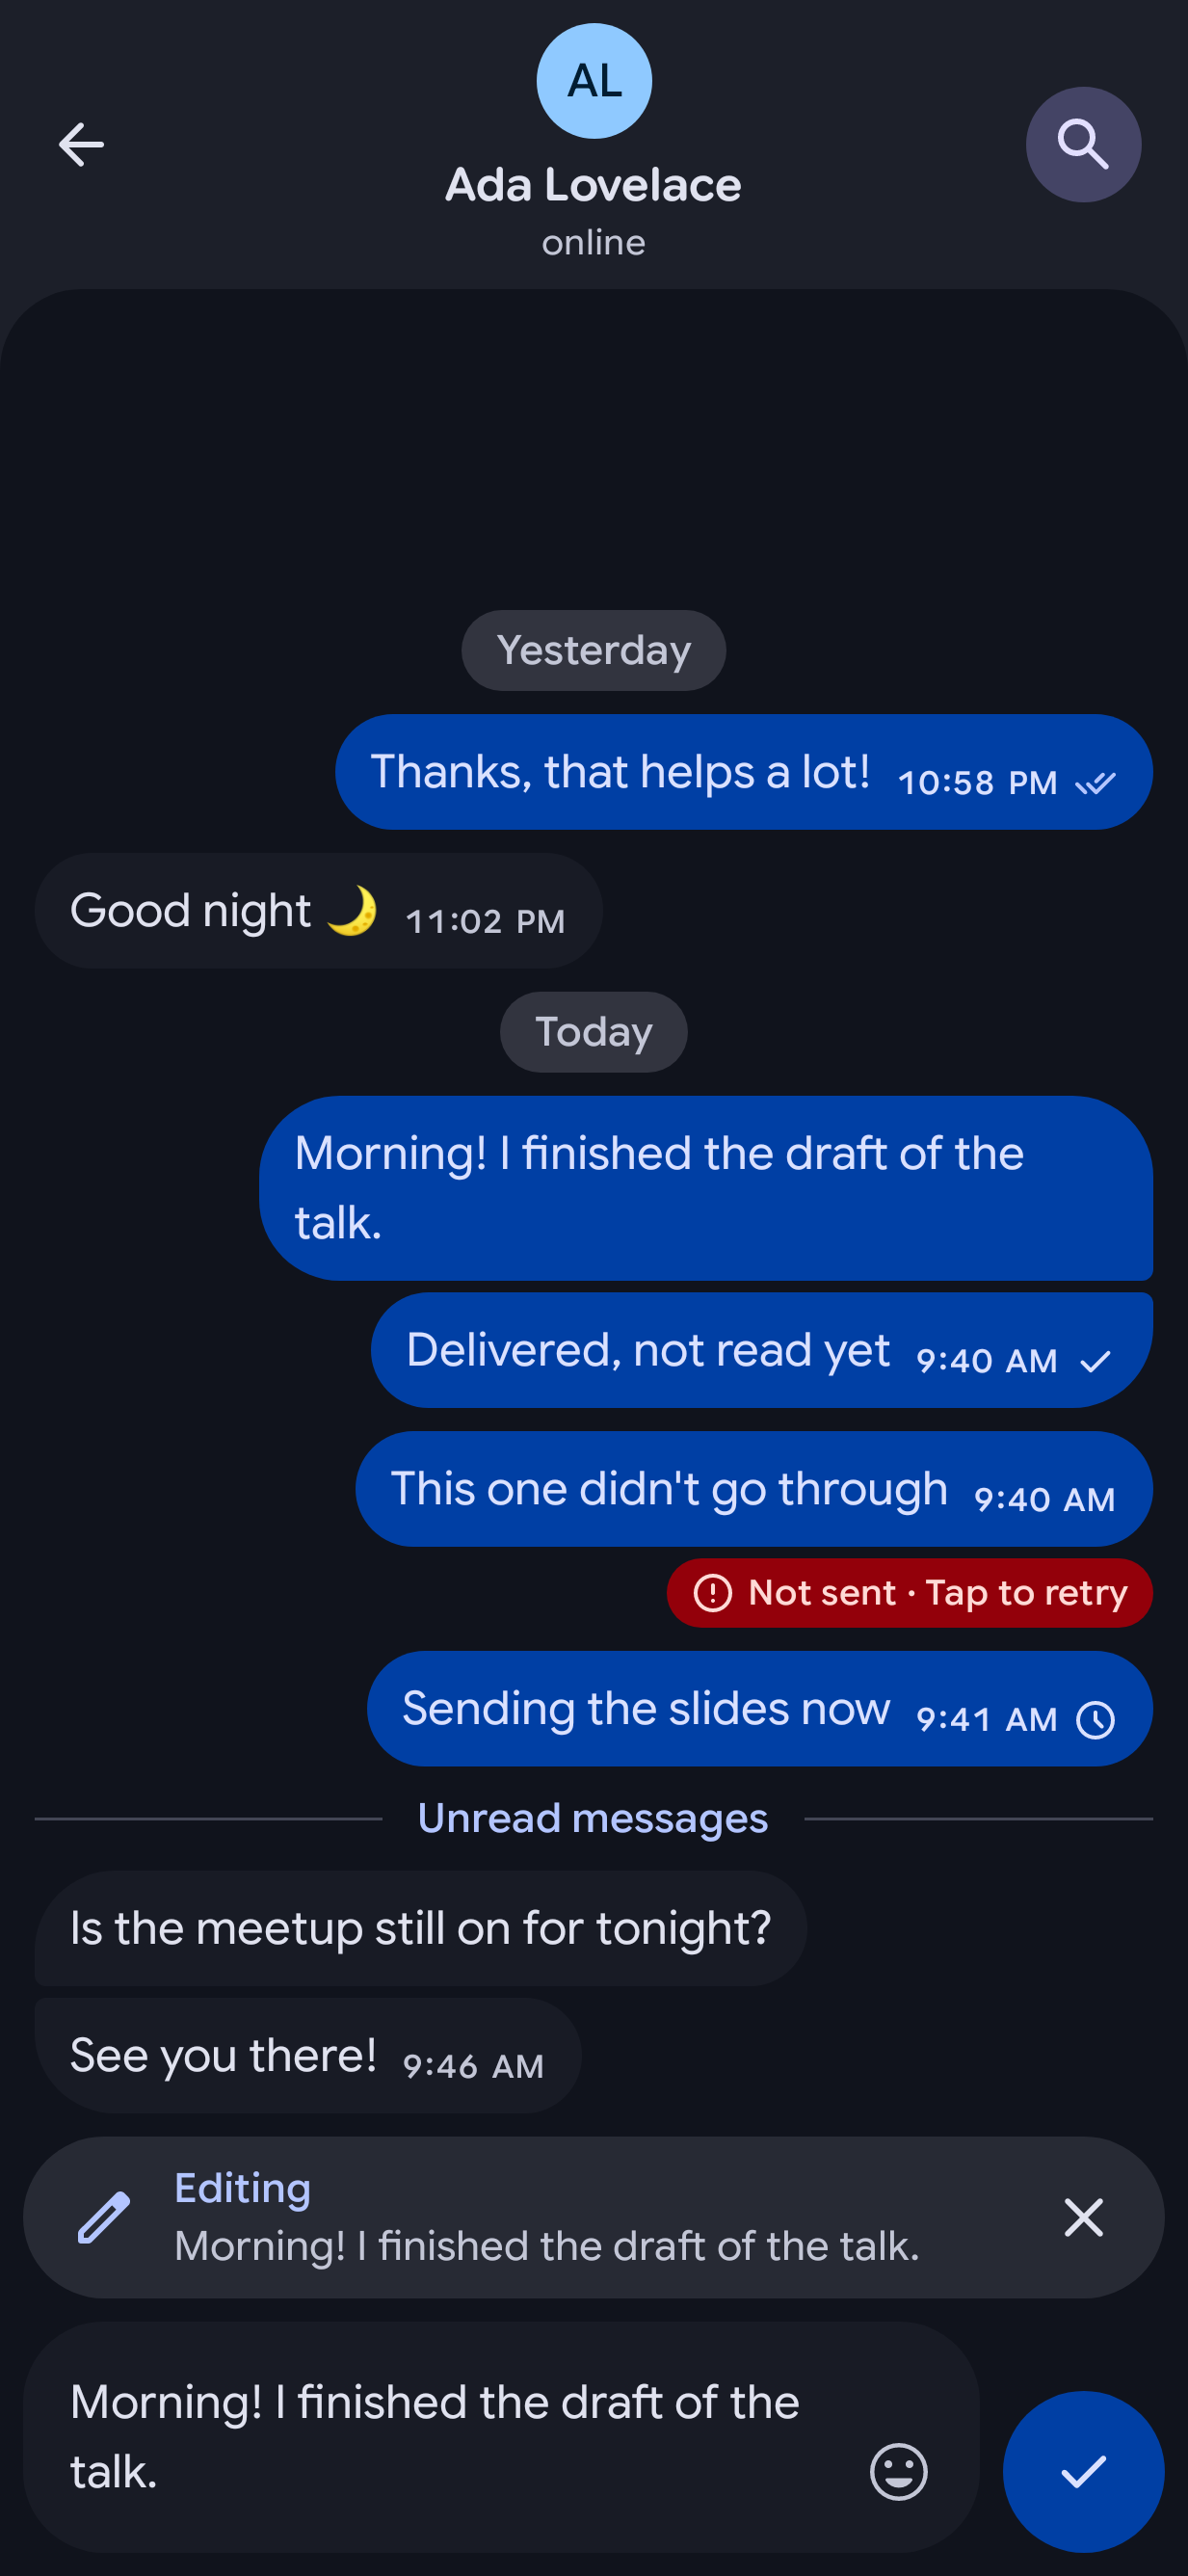 AL
Ada Lovelace
online
Yesterday
Thanks, that helps a lot! 10:58 PM
Good night 🌙 11:02 PM
Today
Morning! I finished the draft of the
talk.
Delivered, not read yet 9:40 AM
This one didn't go through 9:40 AM
Not sent · Tap to retry
Sending the slides now 9:41 AM
Unread messages
Is the meetup still on for tonight?
See you there! 9:46 AM
Editing
Morning! I finished the draft of the talk.
Morning! I finished the draft of the
talk.